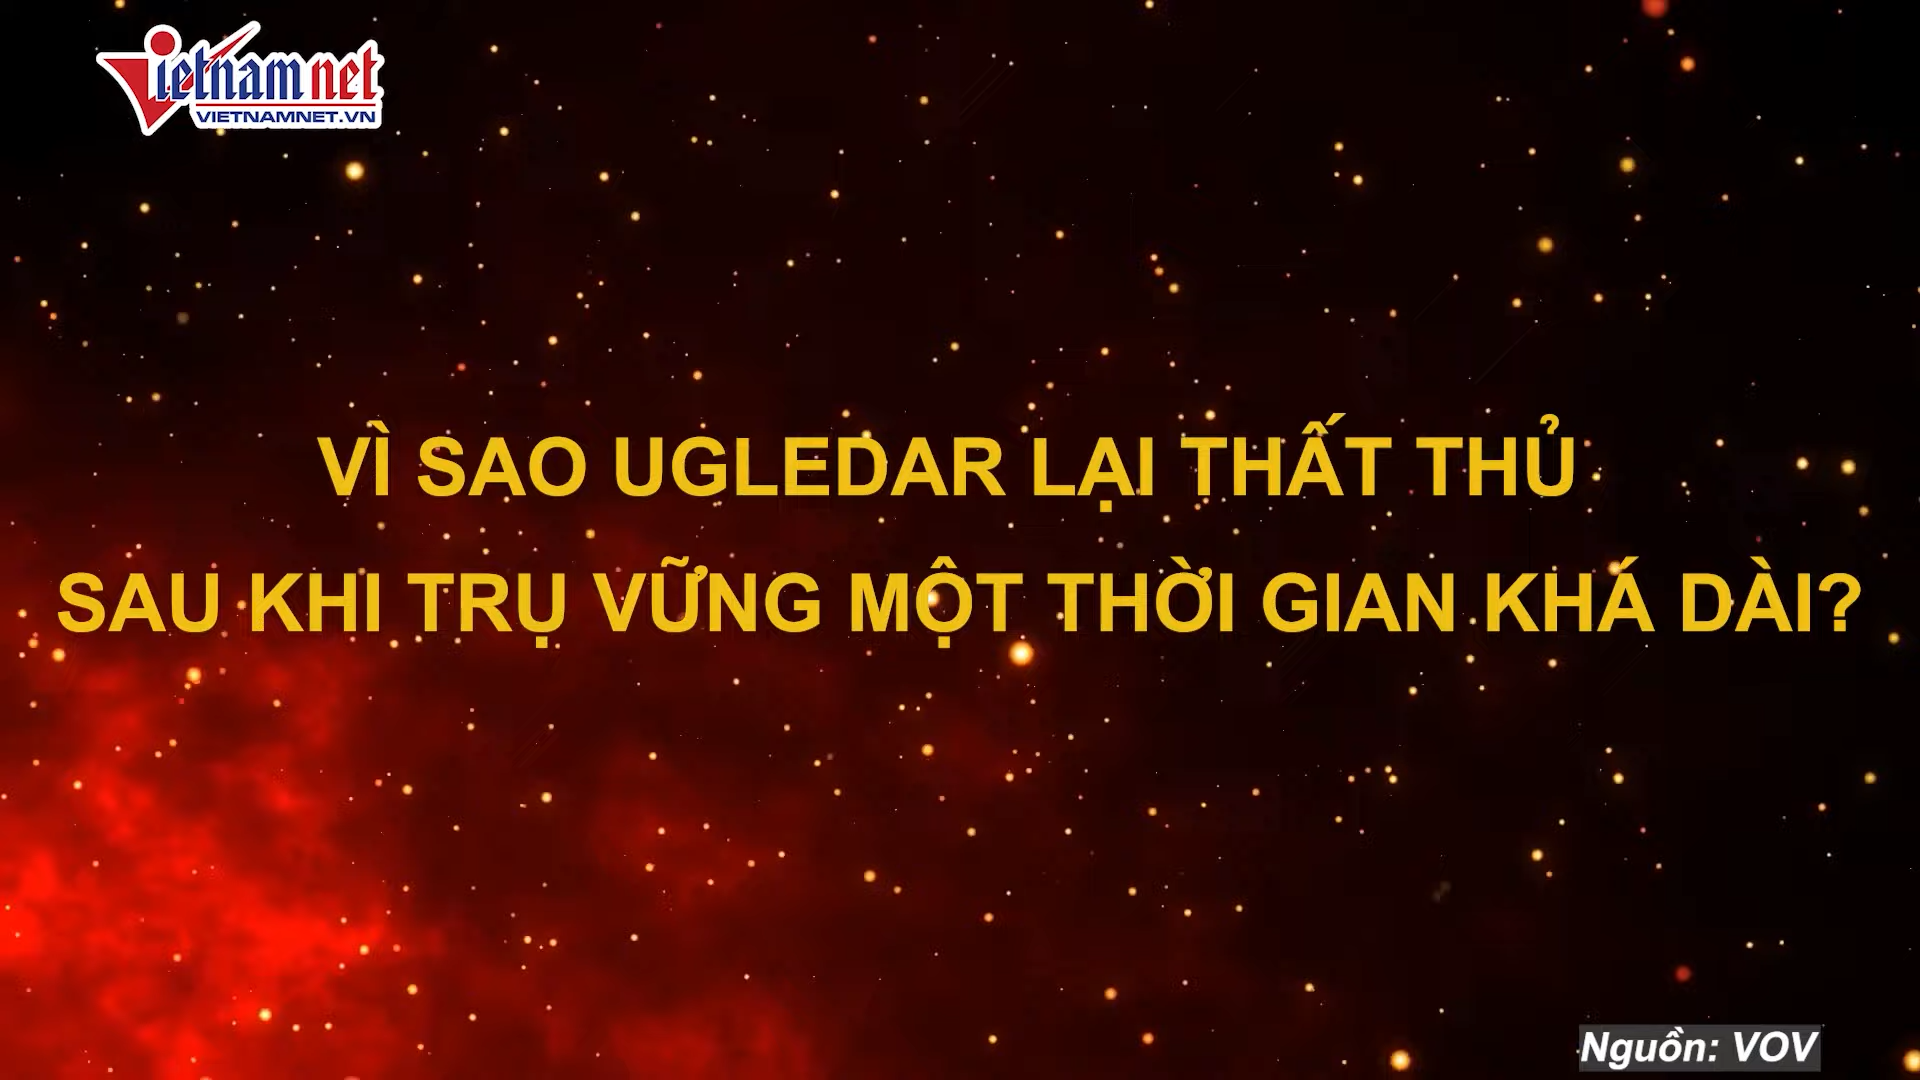 vietnamnet
VIETNAMNET.VN
VÌ SAO UGLEDAR LẠI THẤT THỦ
SAU KHI TRỤ VỮNG MỘT THỜI GIAN KHÁ DÀI?
Nguồn: VOV